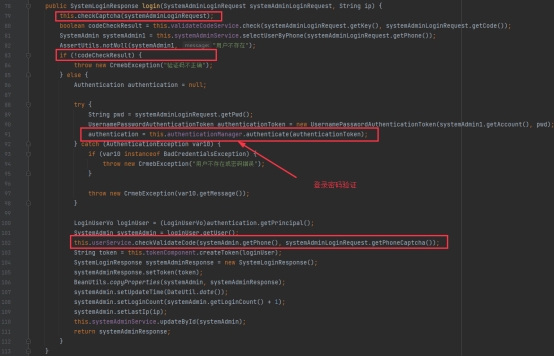 78 public SystemLoginResponse login(SystemAdminLoginRequest systemAdminLoginRequest, String ip) {
79 this.checkCaptcha(systemAdminLoginRequest);
80 boolean codeCheckResult = this.validateCodeService.check(systemAdminLoginRequest.getKey(), systemAdminLoginRequest.getCode());
81 SystemAdmin systemAdmin1 = this.systemAdminService.selectUserByPhone(systemAdminLoginRequest.getPhone());
82 AssertUtils.notNull(systemAdmin1, message: "用户不存在");
83 if (!codeCheckResult) {
84 throw new CrmebException("验证码不正确");
85 } else {
86 Authentication authentication = null;
87
88 try {
89 String pwd = systemAdminLoginRequest.getPwd();
90 UsernamePasswordAuthenticationToken authenticationToken = new UsernamePasswordAuthenticationToken(systemAdmin1.getAccount(), pwd);
91 authentication = this.authenticationManager.authenticate(authenticationToken);
92 } catch (AuthenticationException var10) {
93 if (var10 instanceof BadCredentialsException) {
94 throw new CrmebException("用户不存在或密码错误");
95 }
96
登录密码验证
97 throw new CrmebException(var10.getMessage());
98 }
99
100 LoginUserVo loginUser = (LoginUserVo)authentication.getPrincipal();
101 SystemAdmin systemAdmin = loginUser.getUser();
102 this.userService.checkValidateCode(systemAdmin.getPhone(), systemAdminLoginRequest.getPhoneCaptcha());
103 String token = this.tokenComponent.createToken(loginUser);
104 SystemLoginResponse systemAdminResponse = new SystemLoginResponse();
105 systemAdminResponse.setToken(token);
106 BeanUtils.copyProperties(systemAdmin, systemAdminResponse);
107 systemAdmin.setUpdateTime(DateUtil.date());
108 systemAdmin.setLoginCount(systemAdmin.getLoginCount() + 1);
109 systemAdmin.setLastIp(ip);
110 this.systemAdminService.updateById(systemAdmin);
111 return systemAdminResponse;
112 }
113 }